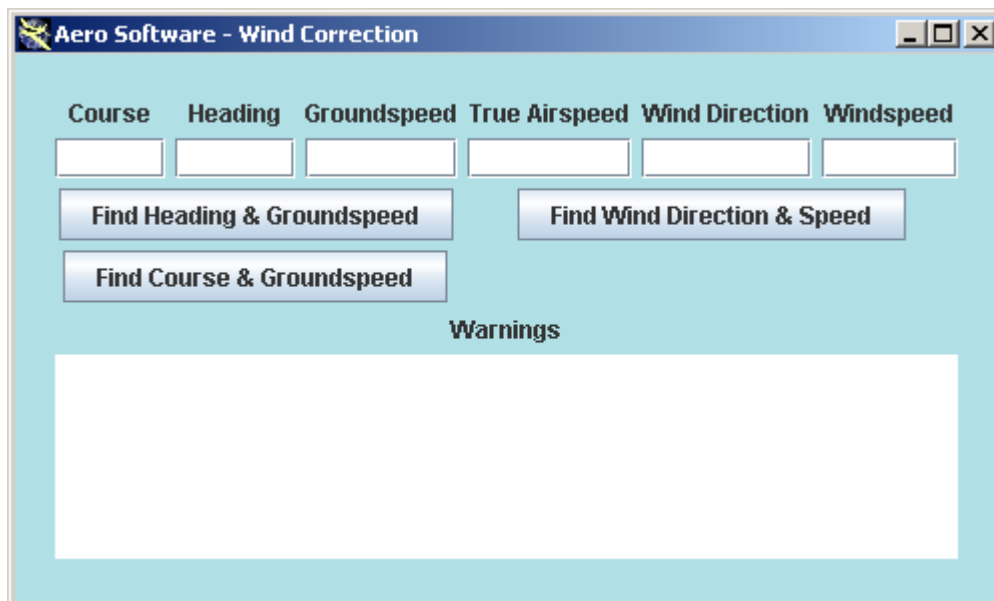 Aero Software - Wind Correction
Course Heading Groundspeed True Airspeed Wind Direction Windspeed
Find Heading & Groundspeed Find Wind Direction & Speed
Find Course & Groundspeed
Warnings